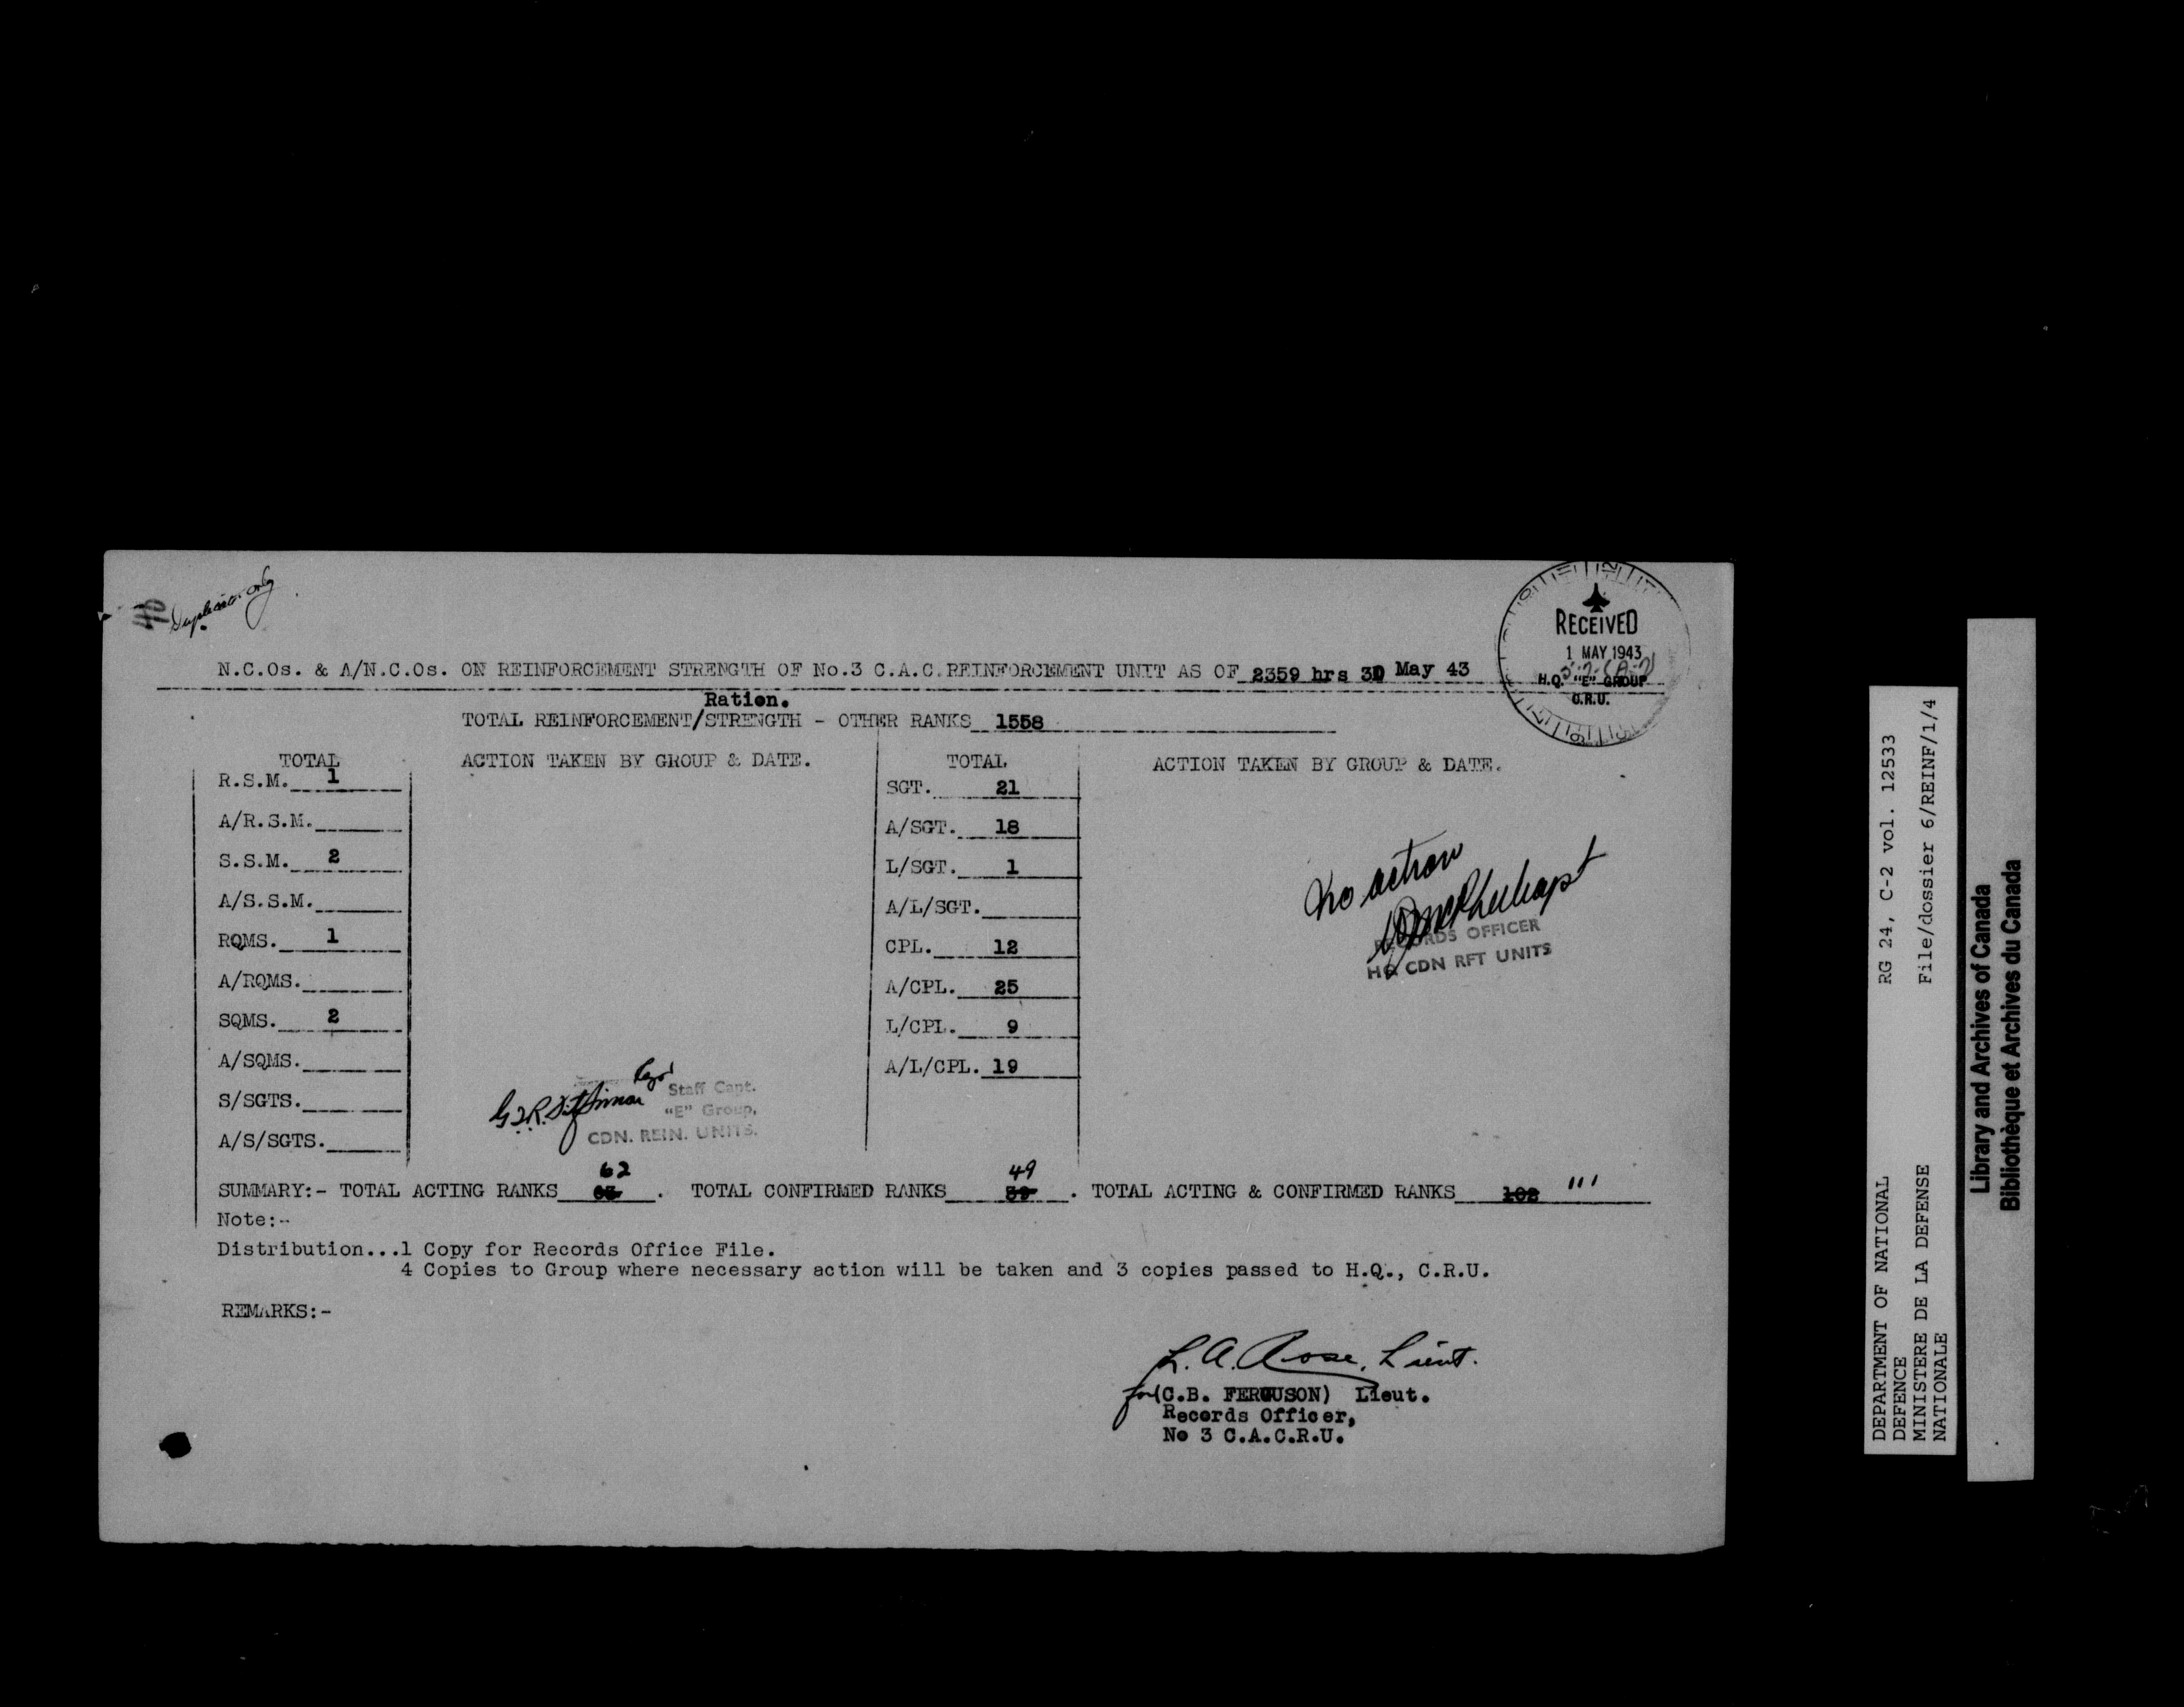 Duplicate only
RECEIVED
1 MAY 1943
H.Q. "E" GROUP
C.R.U.
N.C.Os. & A/N.C.Os. ON REINFORCEMENT STRENGTH OF No.3 C.A.C.REINFORCEMENT UNIT AS OF 2359 hrs 30 May 43
Ration.
TOTAL REINFORCEMENT/STRENGTH - OTHER RANKS 1558
TOTAL ACTION TAKEN BY GROUP & DATE. TOTAL ACTION TAKEN BY GROUP & DATE.
R.S.M. 1
A/R.S.M.
S.S.M. 2
A/S.S.M.
RQMS. 1
A/RQMS.
SQMS. 2
A/SQMS.
S/SGTS.
A/S/SGTS.
Staff Capt.
"E" Group,
CDN. REIN. UNITS.
SGT. 21
A/SGT. 18
L/SGT. 1
A/L/SGT.
CPL. 12
A/CPL. 25
L/CPL. 9
A/L/CPL. 19
No action
RECORDS OFFICER
HQ CDN RFT UNITS
62 49
SUMMARY:- TOTAL ACTING RANKS . TOTAL CONFIRMED RANKS 39 . TOTAL ACTING & CONFIRMED RANKS 102 111
Note:-
Distribution...1 Copy for Records Office File.
4 Copies to Group where necessary action will be taken and 3 copies passed to H.Q., C.R.U.
REMARKS:-
L.A. Rose, Lieut.
for (C.B. FERGUSON) Lieut.
Records Officer,
No 3 C.A.C.R.U.
DEPARTMENT OF NATIONAL RG 24, C-2 vol. 12533
DEFENCE
MINISTERE DE LA DEFENSE File/dossier 6/REINF/1/4
NATIONALE
Library and Archives of Canada
Bibliothèque et Archives du Canada